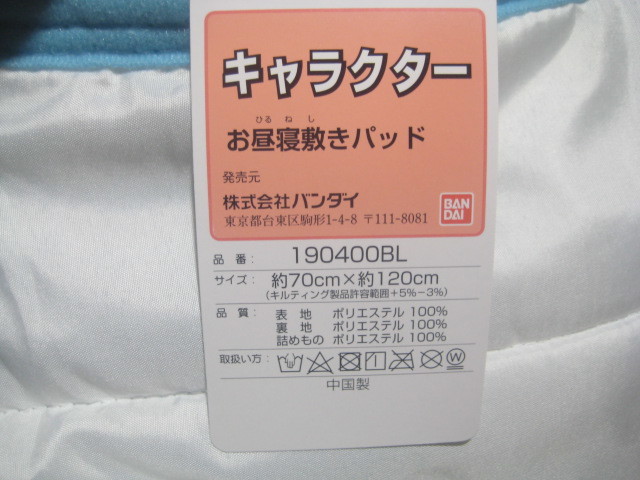 キャラクター
ひるねし
お昼寝敷きパッド
発売元
株式会社バンダイ
東京都台東区駒形1-4-8 〒111-8081
BAN
DAI
品番: 190400BL
サイズ: 約70cm×約120cm
(キルティング製品許容範囲+5%-3%)
品質: 表地 ポリエステル 100%
裏地 ポリエステル 100%
詰めもの ポリエステル 100%
取扱い方:
中国製